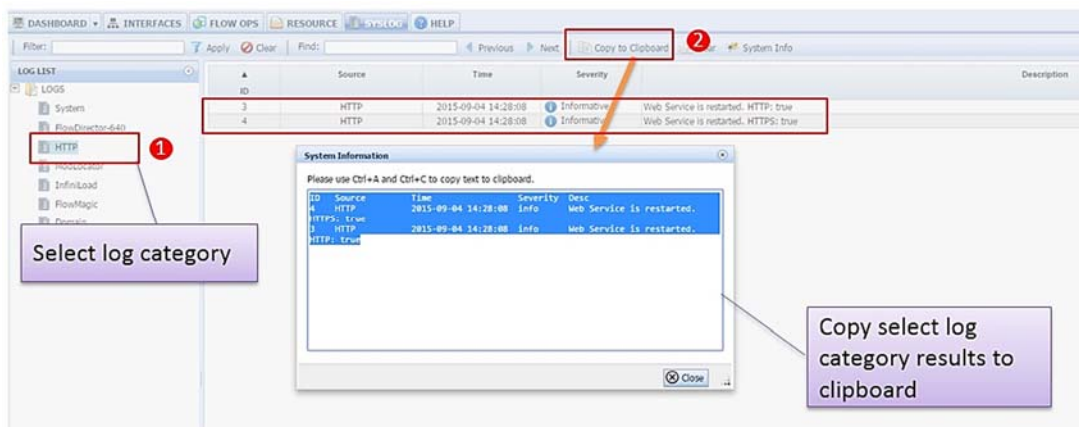 DASHBOARD INTERFACES FLOW OPS RESOURCE SYSLOG HELP
Filter: Apply Clear Find: Previous Next Copy to Clipboard System Info
2
LOG LIST
LOGS
System
FlowDirector-640
HTTP
1
InfiniLoad
FlowMagic
Domain
ID Source Time Severity Description
3 HTTP 2015-09-04 14:28:08 Informative Web Service is restarted. HTTP: true
4 HTTP 2015-09-04 14:28:08 Informative Web Service is restarted. HTTPS: true
System Information
Please use Ctrl+A and Ctrl+C to copy text to clipboard.
ID Source Time Severity Desc
4 HTTP 2015-09-04 14:28:08 info Web Service is restarted.
HTTPS: true
3 HTTP 2015-09-04 14:28:08 info Web Service is restarted.
HTTP: true
Close
Select log category
Copy select log
category results to
clipboard